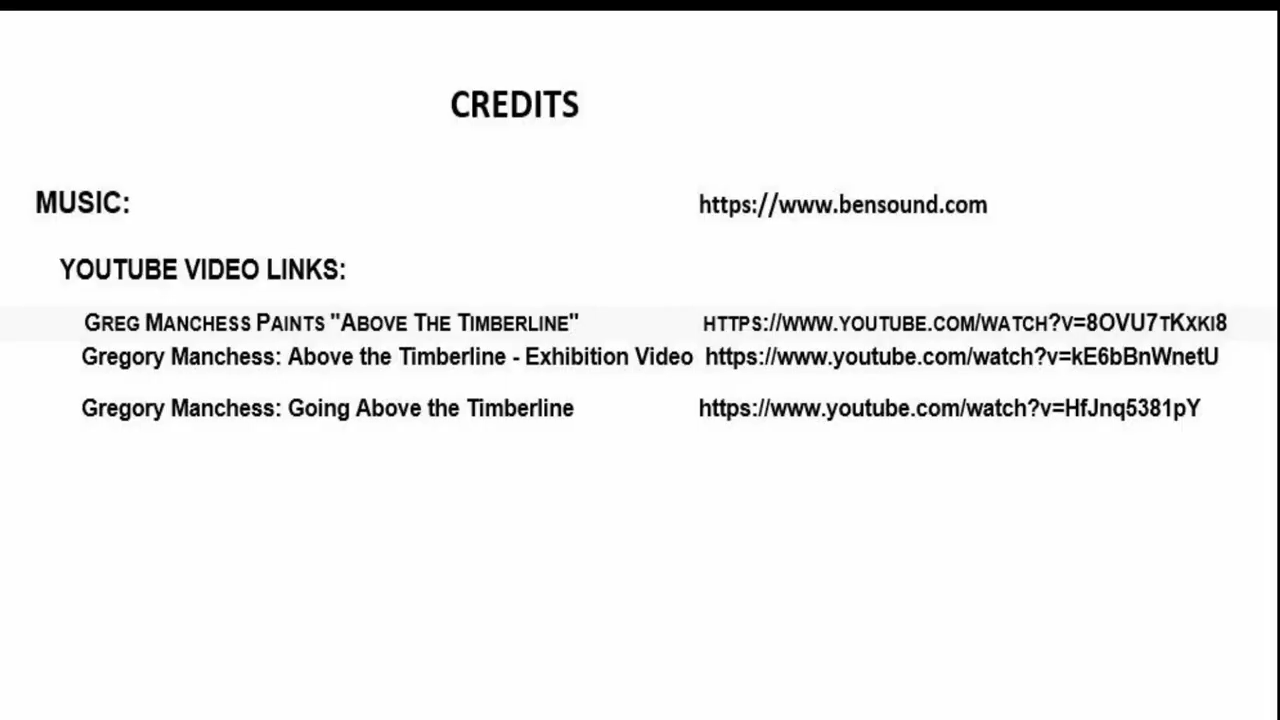 CREDITS
MUSIC: https://www.bensound.com
YOUTUBE VIDEO LINKS:
GREG MANCHESS PAINTS "ABOVE THE TIMBERLINE" HTTPS://WWW.YOUTUBE.COM/WATCH?V=8OVU7TKXKI8
Gregory Manchess: Above the Timberline - Exhibition Video https://www.youtube.com/watch?v=kE6bBnWnetU
Gregory Manchess: Going Above the Timberline https://www.youtube.com/watch?v=HfJnq5381pY